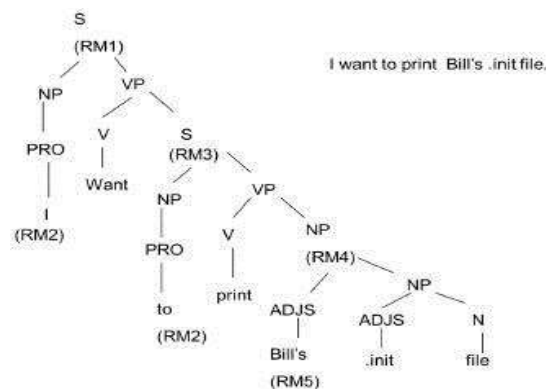 S
(RM1)
I want to print Bill's .init file.
NP VP
V S
PRO (RM3)
Want NP VP
I
(RM2) V NP
PRO (RM4)
print NP
to ADJS ADJS N
(RM2) Bill's .init file
(RM5)